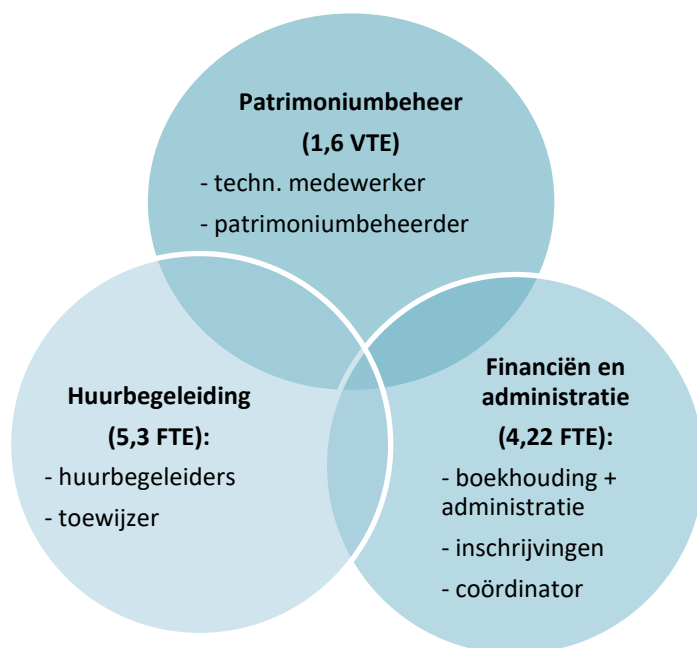 Patrimoniumbeheer
(1,6 VTE)
- techn. medewerker
- patrimoniumbeheerder
Huurbegeleiding
(5,3 FTE):
- huurbegeleiders
- toewijzer
Financiën en
administratie
(4,22 FTE):
- boekhouding +
administratie
- inschrijvingen
- coördinator